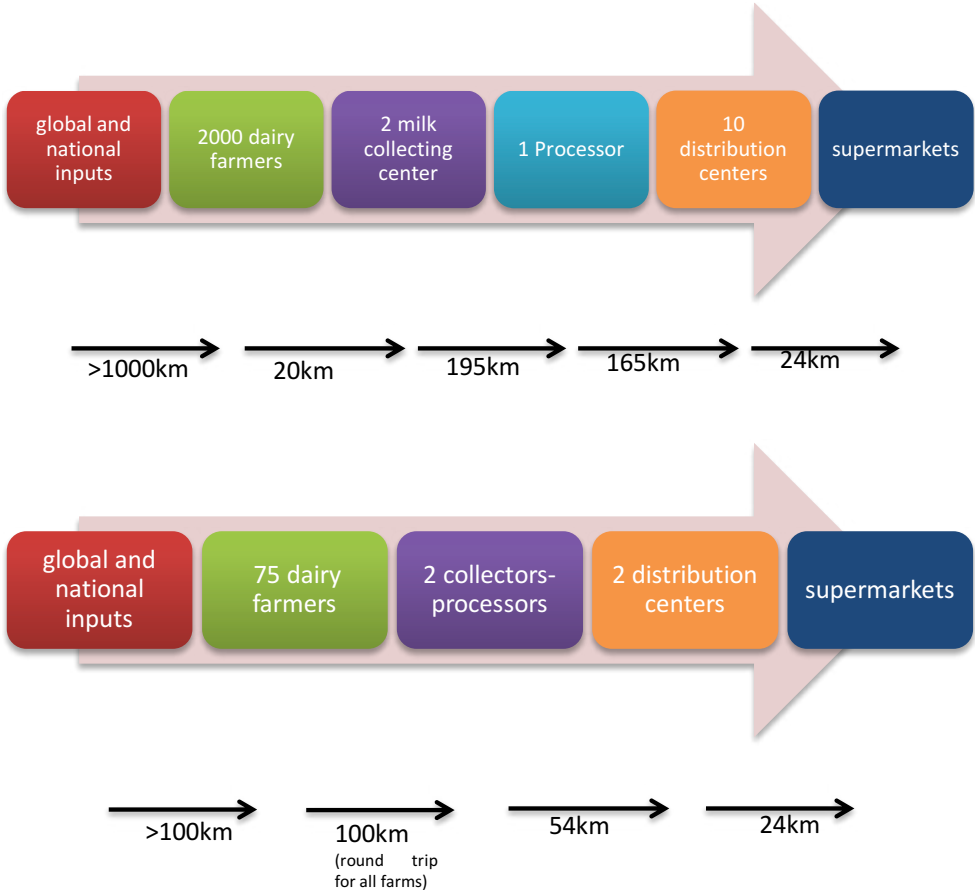 global and
national
inputs
2000 dairy
farmers
2 milk
collecting
center
1 Processor
10
distribution
centers
supermarkets
>1000km
20km
195km
165km
24km
global and
national
inputs
75 dairy
farmers
2 collectors-
processors
2 distribution
centers
supermarkets
>100km
100km
(round trip
for all farms)
54km
24km